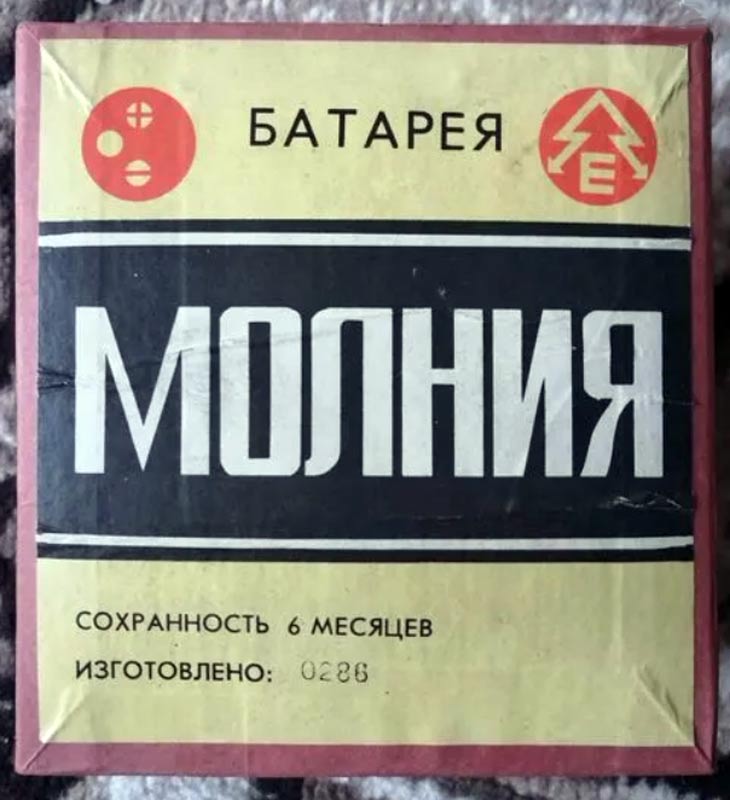 БАТАРЕЯ
E
МОЛНИЯ
СОХРАННОСТЬ 6 МЕСЯЦЕВ
ИЗГОТОВЛЕНО: 0286